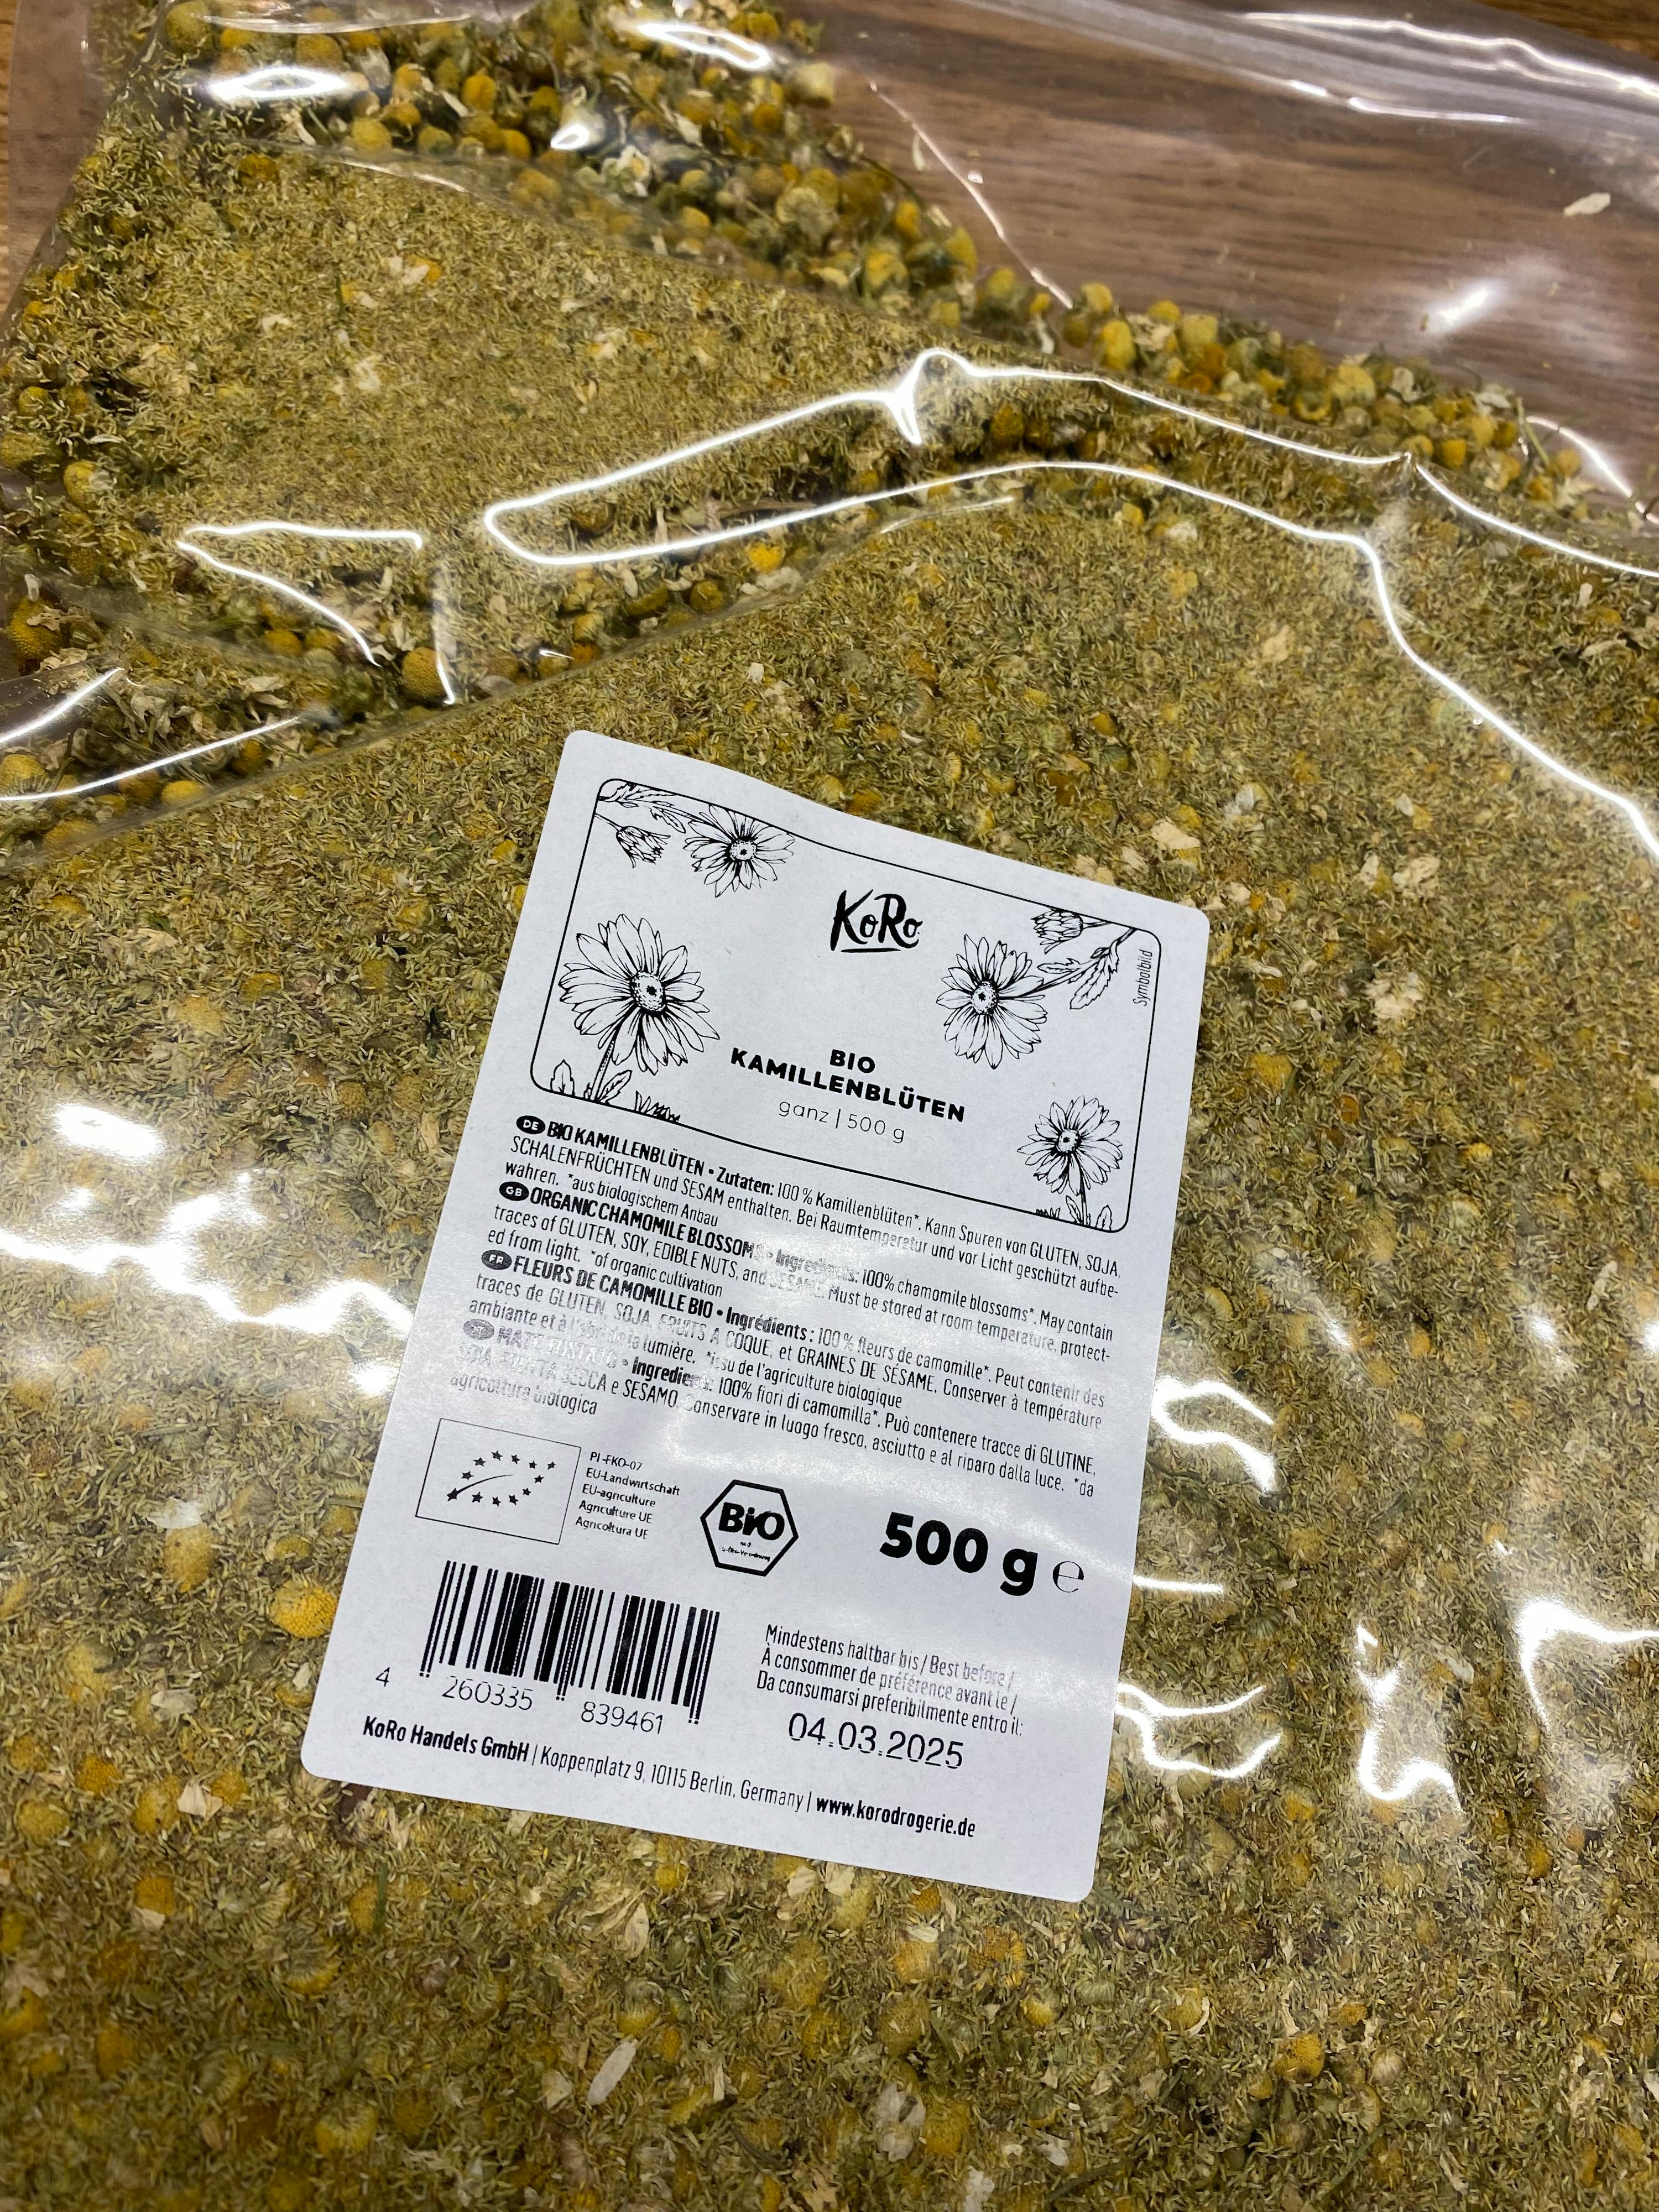 KoRo
Symbolbild
BIO
KAMILLENBLÜTEN
ganz | 500 g
DE BIO KAMILLENBLÜTEN • Zutaten: 100 % Kamillenblüten*. Kann Spuren von GLUTEN, SOJA,
SCHALENFRÜCHTEN und SESAM enthalten. Bei Raumtemperatur und vor Licht geschützt aufbe-
wahren. *aus biologischem Anbau
GB ORGANIC CHAMOMILE BLOSSOMS • Ingredients: 100% chamomile blossoms*. May contain
traces of GLUTEN, SOY, EDIBLE NUTS, and SESAME. Must be stored at room temperature, protect-
ed from light. *of organic cultivation
FR FLEURS DE CAMOMILLE BIO • Ingrédients : 100 % fleurs de camomille*. Peut contenir des
traces de GLUTEN, SOJA, FRUITS À COQUE, et GRAINES DE SÉSAME. Conserver à température
ambiante et à l'abri de la lumière. *issu de l'agriculture biologique
MATE TOSTATO • Ingredienti: 100% fiori di camomilla*. Può contenere tracce di GLUTINE,
SOIA, FRUTTA SECCA e SESAMO. Conservare in luogo fresco, asciutto e al riparo dalla luce. *da
agricoltura biologica
PL-EKO-07
EU-Landwirtschaft
EU-agriculture
Agriculture UE
Agricoltura UE
Bio
500 g ℮
4 260335 839461
Mindestens haltbar bis / Best before /
À consommer de préférence avant le /
Da consumarsi preferibilmente entro il:
04.03.2025
KoRo Handels GmbH | Koppenplatz 9, 10115 Berlin, Germany | www.korodrogerie.de